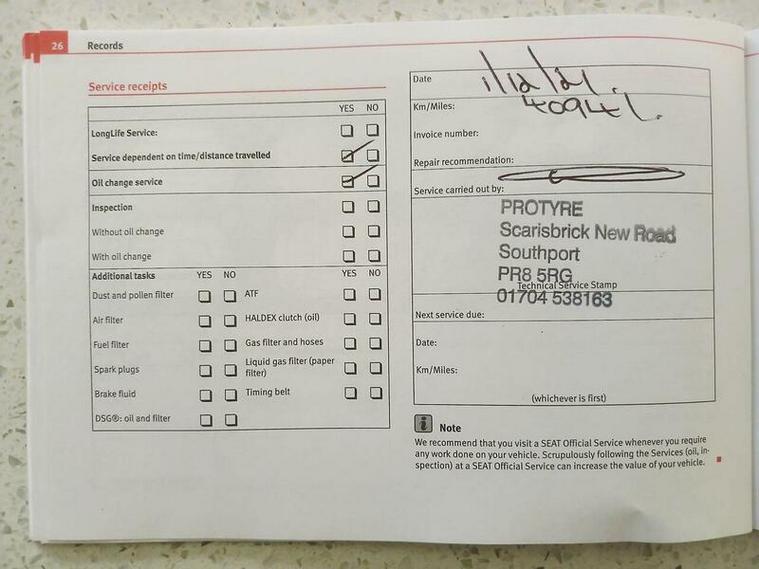 26 Records
Service receipts
YES NO
LongLife Service:
Service dependent on time/distance travelled
Oil change service
Inspection
Without oil change
With oil change
Additional tasks YES NO YES NO
Dust and pollen filter ATF
Air filter HALDEX clutch (oil)
Fuel filter Gas filter and hoses
Spark plugs Liquid gas filter (paper
filter)
Brake fluid Timing belt
DSG®: oil and filter
Date 1/12/21.
Km/Miles: 40941.
Invoice number:
Repair recommendation:
Service carried out by:
PROTYRE
Scarisbrick New Road
Southport
PR8 5RG
Technical Service Stamp
01704 538163
Next service due:
Date:
Km/Miles:
(whichever is first)
i Note
We recommend that you visit a SEAT Official Service whenever you require
any work done on your vehicle. Scrupulously following the Services (oil, in-
spection) at a SEAT Official Service can increase the value of your vehicle.